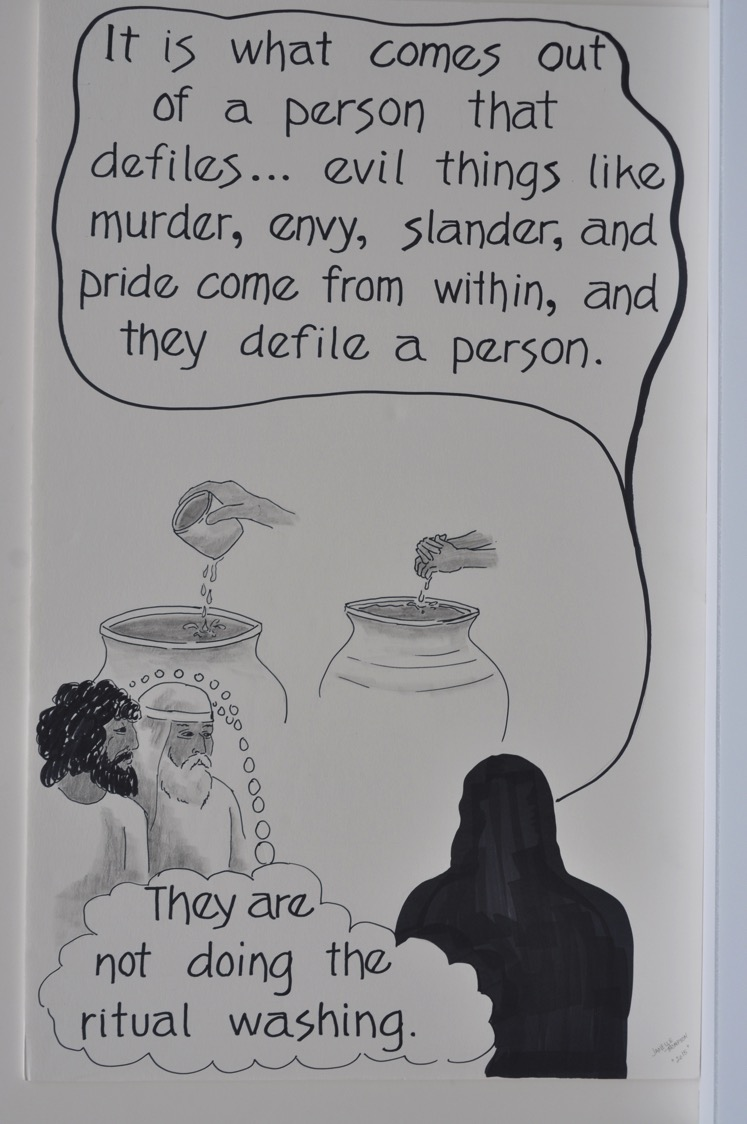 It is what comes out
of a person that
defiles... evil things like
murder, envy, slander, and
pride come from within, and
they defile a person.
They are
not doing the
ritual washing.